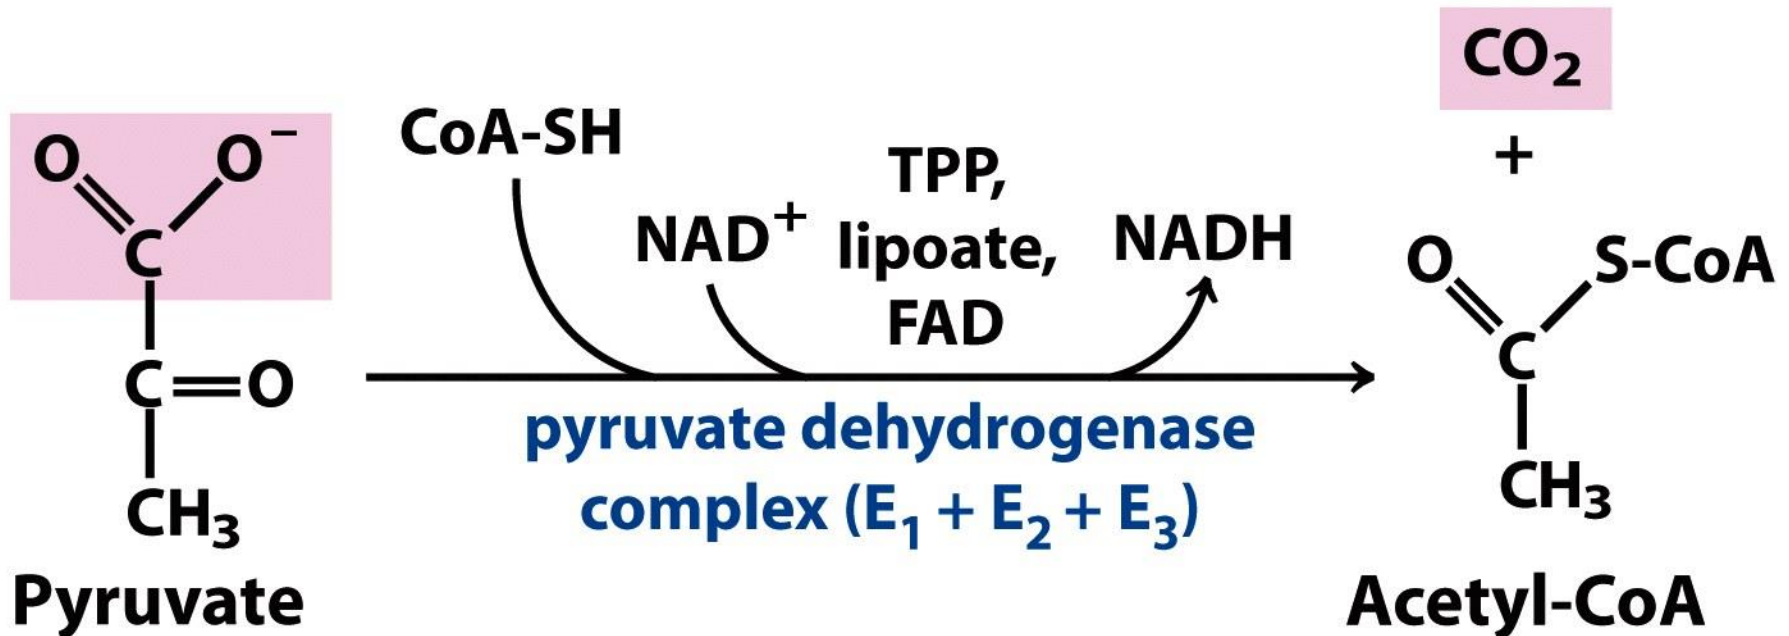 O O⁻
C
C=O
CH₃
Pyruvate
CoA-SH
NAD⁺
TPP,
lipoate,
FAD
NADH
pyruvate dehydrogenase
complex (E₁ + E₂ + E₃)
CO₂
+
O S-CoA
C
CH₃
Acetyl-CoA